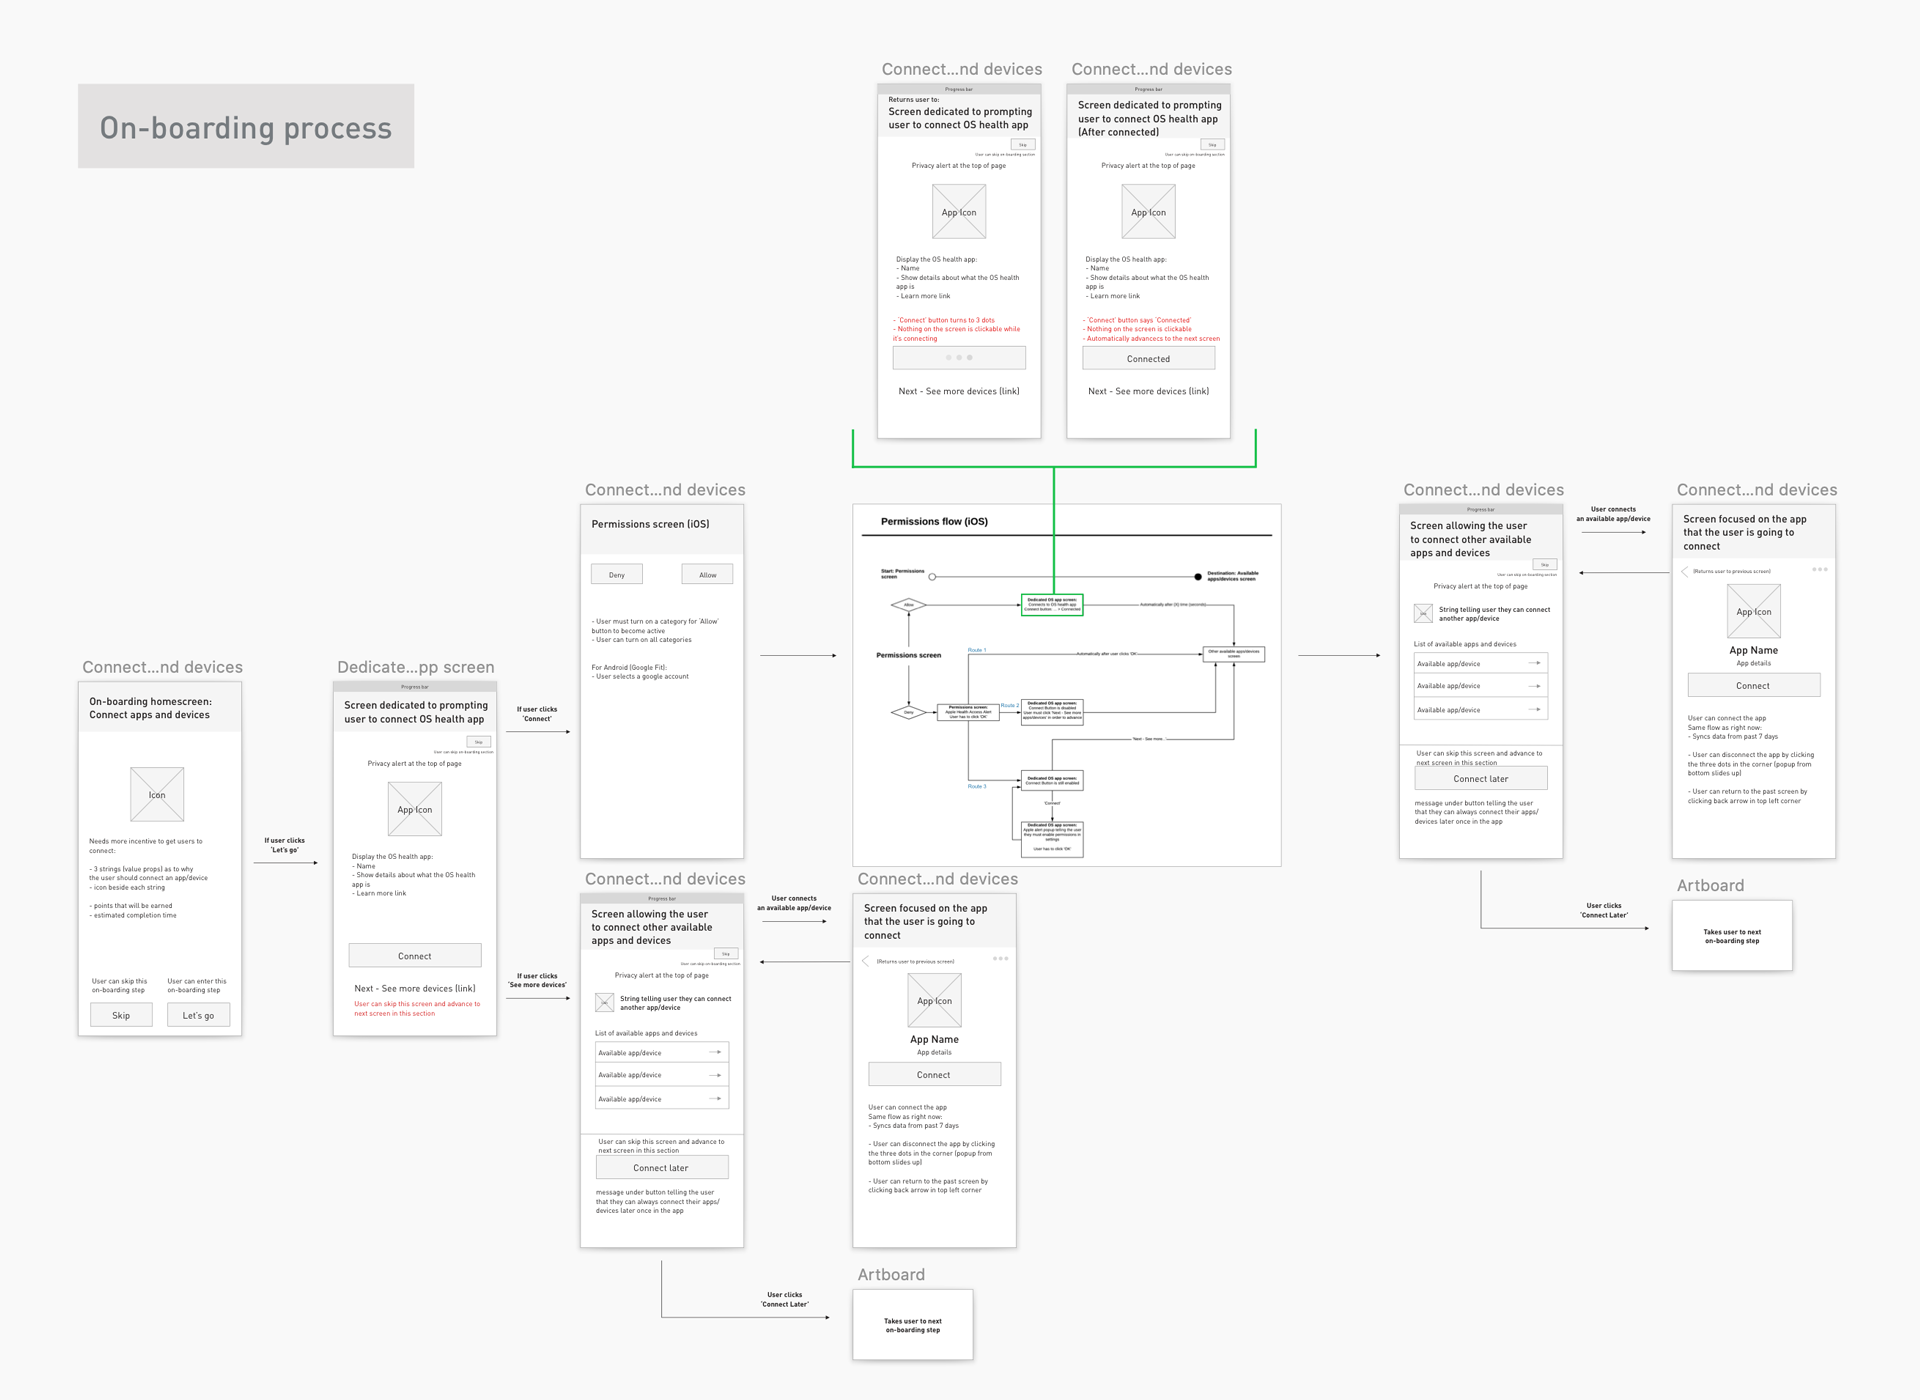 On-boarding process
Connect...nd devices
Progress bar
Returns user to:
Screen dedicated to prompting
user to connect OS health app
Skip
User can skip on-boarding section
Privacy alert at the top of page
App Icon
Display the OS health app:
- Name
- Show details about what the OS health
app is
- Learn more link
- 'Connect' button turns to 3 dots
- Nothing on the screen is clickable while
it's connecting
Next - See more devices (link)
Connect...nd devices
Progress bar
Screen dedicated to prompting
user to connect OS health app
(After connected)
Skip
User can skip on-boarding section
Privacy alert at the top of page
App Icon
Display the OS health app:
- Name
- Show details about what the OS health
app is
- Learn more link
- 'Connect' button says 'Connected'
- Nothing on the screen is clickable
- Automatically advancecs to the next screen
Connected
Next - See more devices (link)
Connect...nd devices
On-boarding homescreen:
Connect apps and devices
Icon
Needs more incentive to get users to
connect:
- 3 strings (value props) as to why
the user should connect an app/device
- icon beside each string
- points that will be earned
- estimated completion time
User can skip this
on-boarding step
User can enter this
on-boarding step
Skip
Let's go
If user clicks
'Let's go'
Dedicate...pp screen
Progress bar
Screen dedicated to prompting
user to connect OS health app
Skip
User can skip on-boarding section
Privacy alert at the top of page
App Icon
Display the OS health app:
- Name
- Show details about what the OS health
app is
- Learn more link
Connect
Next - See more devices (link)
User can skip this screen and advance to
next screen in this section
If user clicks
'Connect'
If user clicks
'See more devices'
Connect...nd devices
Permissions screen (iOS)
Deny
Allow
- User must turn on a category for 'Allow'
button to become active
- User can turn on all categories
For Android (Google Fit):
- User selects a google account
Permissions flow (iOS)
Start: Permissions
screen
Destination: Available
apps/devices screen
Allow
Dedicated OS app screen:
Connects to OS health app
Connect button: ... + Connected
Automatically after (X) time (seconds)
Permissions screen
Route 1
Automatically after user clicks 'OK'
Other available apps/devices
screen
Deny
Permissions screen:
Apple Health Access Alert
User has to click 'OK'
Route 2
Dedicated OS app screen:
Connect Button is disabled
User must click 'Next - See more
apps/devices' in order to advance
'Next - See more...'
Route 3
Dedicated OS app screen:
Connect Button is still enabled
'Connect'
Dedicated OS app screen:
Apple alert popup telling the user
they must enable permissions in
settings
User has to click 'OK'
Connect...nd devices
Progress bar
Screen allowing the user
to connect other available
apps and devices
Skip
User can skip on-boarding section
Privacy alert at the top of page
String telling user they can connect
another app/device
List of available apps and devices
Available app/device
Available app/device
Available app/device
User can skip this screen and advance to
next screen in this section
Connect later
message under button telling the user
that they can always connect their apps/
devices later once in the app
User connects
an available app/device
Connect...nd devices
Screen focused on the app
that the user is going to
connect
(Returns user to previous screen)
App Icon
App Name
App details
Connect
User can connect the app
Same flow as right now:
- Syncs data from past 7 days
- User can disconnect the app by clicking
the three dots in the corner (popup from
bottom slides up)
- User can return to the past screen by
clicking back arrow in top left corner
User clicks
'Connect Later'
Artboard
Takes user to next
on-boarding step
Connect...nd devices
Progress bar
Screen allowing the user
to connect other available
apps and devices
Skip
User can skip on-boarding section
Privacy alert at the top of page
String telling user they can connect
another app/device
List of available apps and devices
Available app/device
Available app/device
Available app/device
User can skip this screen and advance to
next screen in this section
Connect later
message under button telling the user
that they can always connect their apps/
devices later once in the app
User connects
an available app/device
Connect...nd devices
Screen focused on the app
that the user is going to
connect
(Returns user to previous screen)
App Icon
App Name
App details
Connect
User can connect the app
Same flow as right now:
- Syncs data from past 7 days
- User can disconnect the app by clicking
the three dots in the corner (popup from
bottom slides up)
- User can return to the past screen by
clicking back arrow in top left corner
User clicks
'Connect Later'
Artboard
Takes user to next
on-boarding step